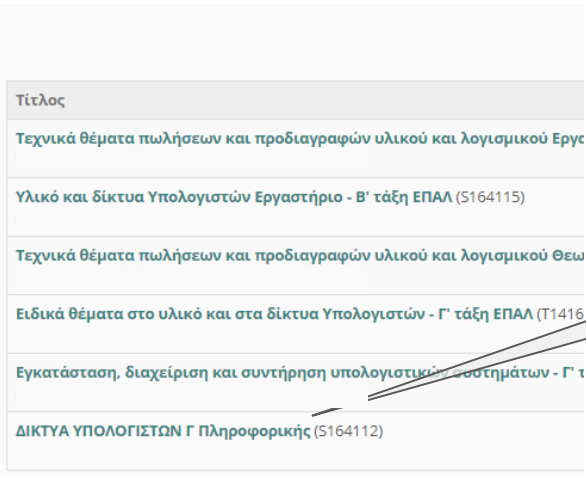 Τίτλος
Τεχνικά θέματα πωλήσεων και προδιαγραφών υλικού και λογισμικού Εργα
Υλικό και δίκτυα Υπολογιστών Εργαστήριο - Β' τάξη ΕΠΑΛ (S164115)
Τεχνικά θέματα πωλήσεων και προδιαγραφών υλικού και λογισμικού Θεω
Ειδικά θέματα στο υλικό και στα δίκτυα Υπολογιστών - Γ' τάξη ΕΠΑΛ (T1416
Εγκατάσταση, διαχείριση και συντήρηση υπολογιστικών συστημάτων - Γ' τ
ΔΙΚΤΥΑ ΥΠΟΛΟΓΙΣΤΩΝ Γ Πληροφορικής (S164112)